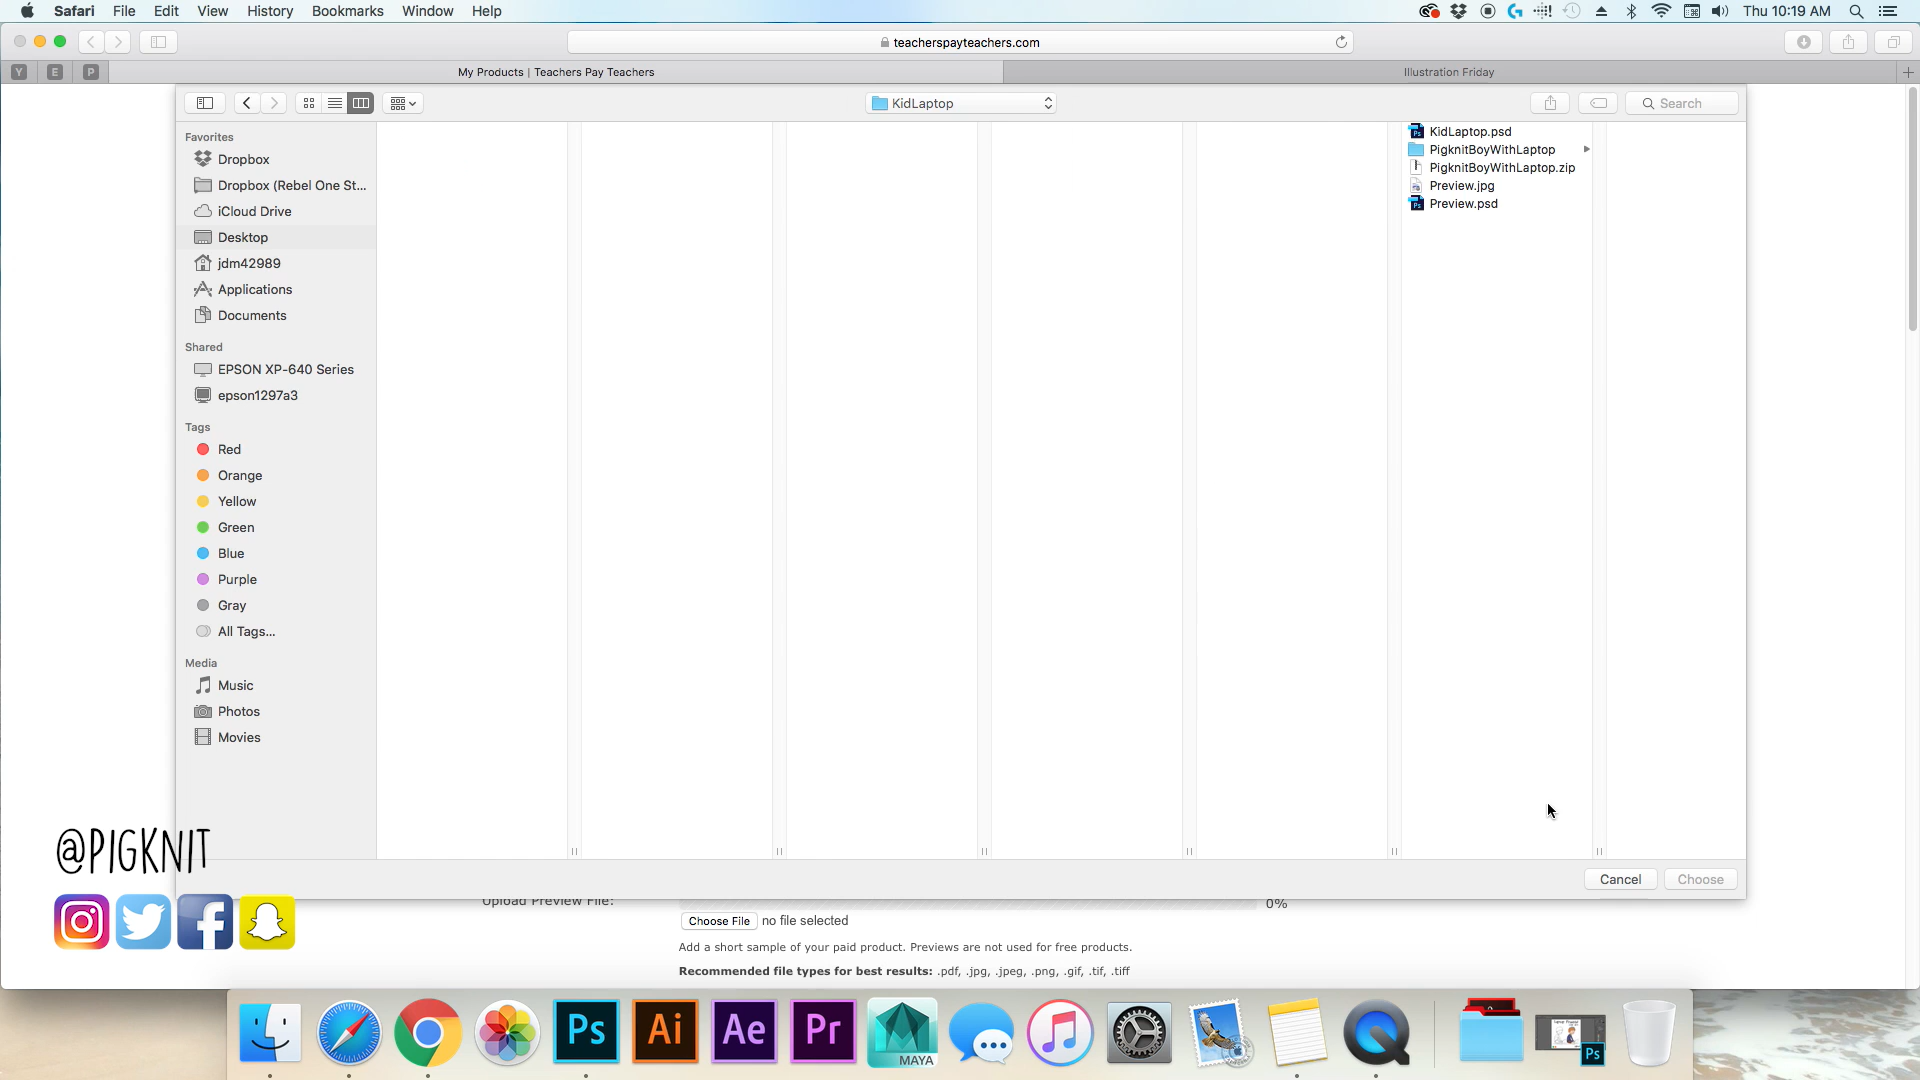 Safari File Edit View History Bookmarks Window Help Thu 10:19 AM
teacherspayteachers.com
Y E P My Products | Teachers Pay Teachers Illustration Friday
KidLaptop Search
Favorites
Dropbox
Dropbox (Rebel One St...
iCloud Drive
Desktop
jdm42989
Applications
Documents
Shared
EPSON XP-640 Series
epson1297a3
Tags
Red
Orange
Yellow
Green
Blue
Purple
Gray
All Tags...
Media
Music
Photos
Movies
KidLaptop.psd
PigknitBoyWithLaptop
PigknitBoyWithLaptop.zip
Preview.jpg
Preview.psd
Cancel Choose
@PIGKNIT
Upload Preview File: 0%
Choose File no file selected
Add a short sample of your paid product. Previews are not used for free products.
Recommended file types for best results: .pdf, .jpg, .jpeg, .png, .gif, .tif, .tiff
Ps Ai Ae Pr MAYA Ps